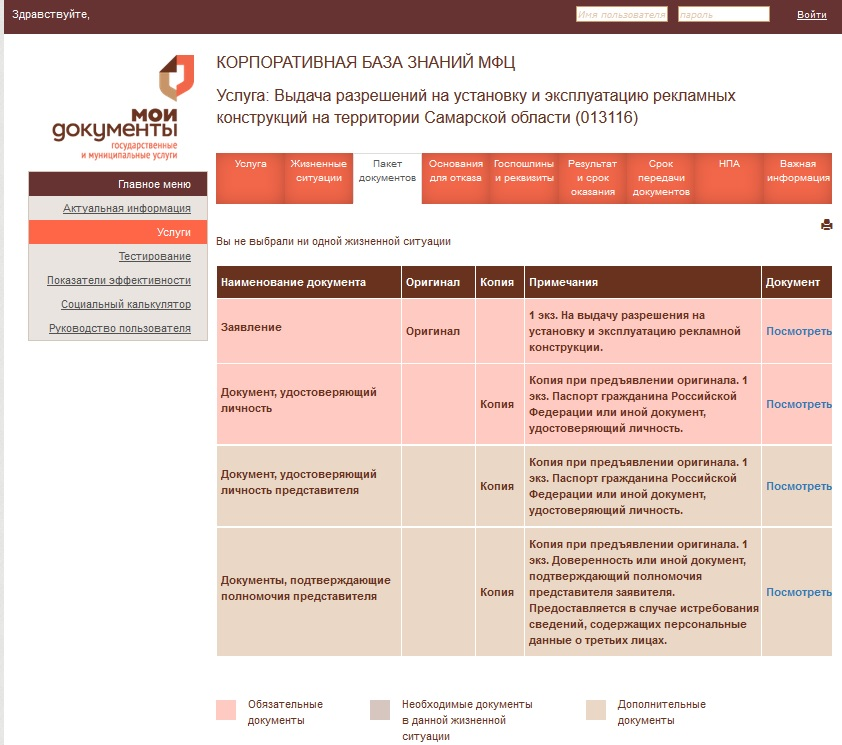 Здравствуйте,
Имя пользователя
пароль
Войти
мои
документы
государственные
и муниципальные услуги
КОРПОРАТИВНАЯ БАЗА ЗНАНИЙ МФЦ
Услуга: Выдача разрешений на установку и эксплуатацию рекламных
конструкций на территории Самарской области (013116)
Главное меню
Актуальная информация
Услуги
Тестирование
Показатели эффективности
Социальный калькулятор
Руководство пользователя
Услуга
Жизненные
ситуации
Пакет
документов
Основания
для отказа
Госпошлины
и реквизиты
Результат
и срок
оказания
Срок
передачи
документов
НПА
Важная
информация
Вы не выбрали ни одной жизненной ситуации
Наименование документа
Оригинал
Копия
Примечания
Документ
Заявление
Оригинал
1 экз. На выдачу разрешения на
установку и эксплуатацию рекламной
конструкции.
Посмотреть
Документ, удостоверяющий
личность
Копия
Копия при предъявлении оригинала. 1
экз. Паспорт гражданина Российской
Федерации или иной документ,
удостоверяющий личность.
Посмотреть
Документ, удостоверяющий
личность представителя
Копия
Копия при предъявлении оригинала. 1
экз. Паспорт гражданина Российской
Федерации или иной документ,
удостоверяющий личность.
Посмотреть
Документы, подтверждающие
полномочия представителя
Копия
Копия при предъявлении оригинала. 1
экз. Доверенность или иной документ,
подтверждающий полномочия
представителя заявителя.
Предоставляется в случае истребования
сведений, содержащих персональные
данные о третьих лицах.
Посмотреть
Обязательные
документы
Необходимые документы
в данной жизненной
ситуации
Дополнительные
документы